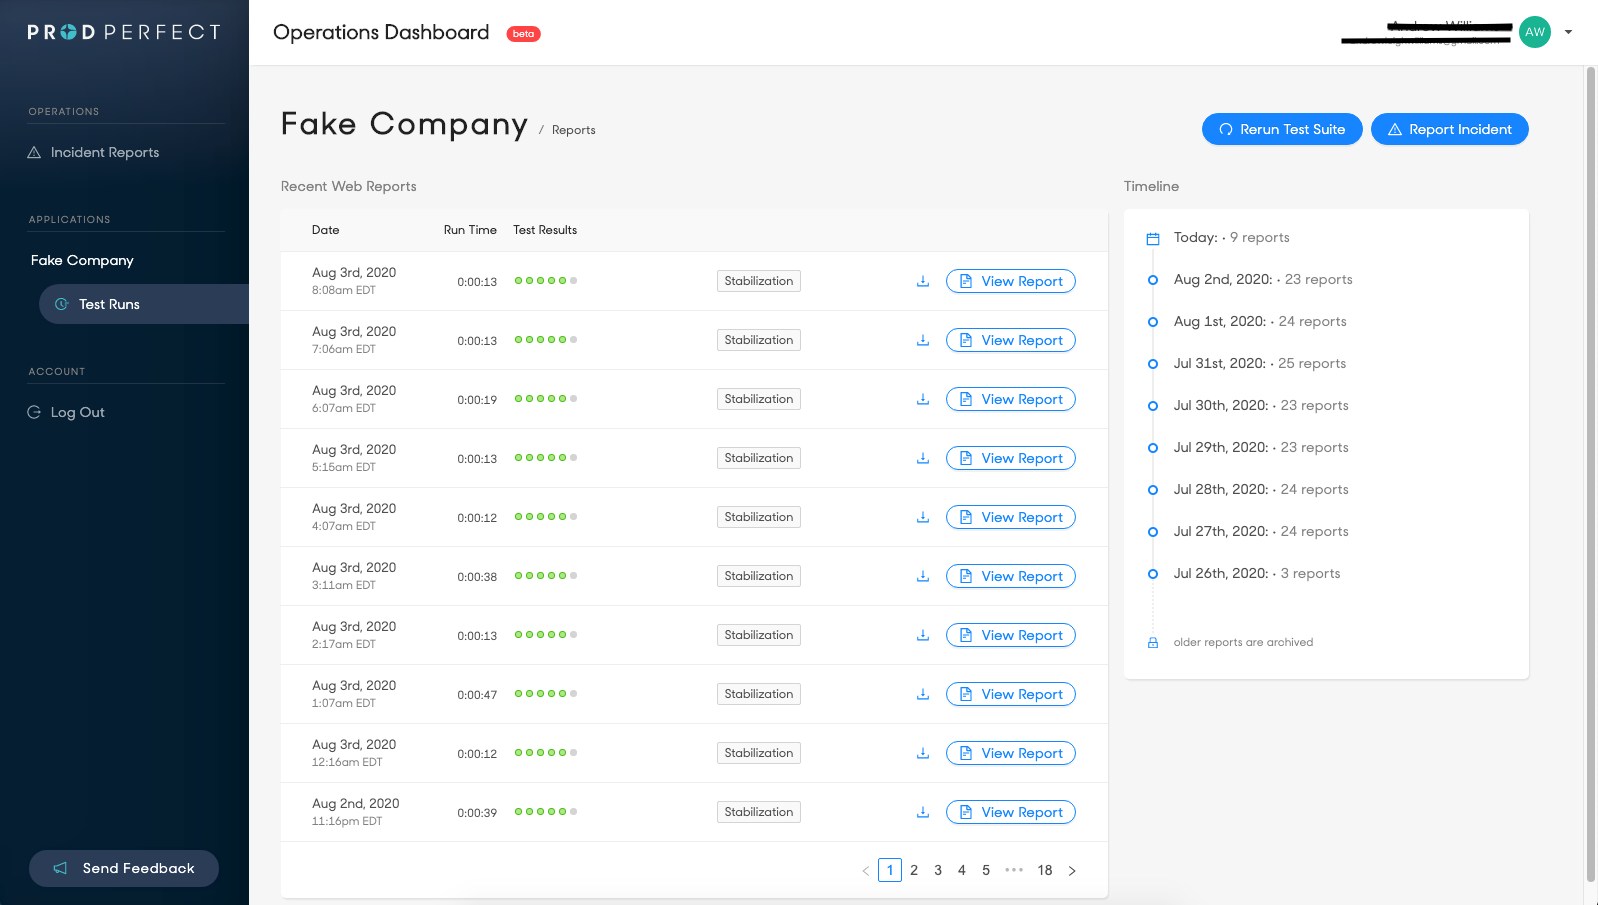 PROD PERFECT
Operations Dashboard beta
AW
OPERATIONS
Incident Reports
APPLICATIONS
Fake Company
Test Runs
ACCOUNT
Log Out
Send Feedback
Fake Company / Reports
Rerun Test Suite
Report Incident
Recent Web Reports
Date Run Time Test Results
Aug 3rd, 2020
8:08am EDT
0:00:13 Stabilization View Report
Aug 3rd, 2020
7:06am EDT
0:00:13 Stabilization View Report
Aug 3rd, 2020
6:07am EDT
0:00:19 Stabilization View Report
Aug 3rd, 2020
5:15am EDT
0:00:13 Stabilization View Report
Aug 3rd, 2020
4:07am EDT
0:00:12 Stabilization View Report
Aug 3rd, 2020
3:11am EDT
0:00:38 Stabilization View Report
Aug 3rd, 2020
2:17am EDT
0:00:13 Stabilization View Report
Aug 3rd, 2020
1:07am EDT
0:00:47 Stabilization View Report
Aug 3rd, 2020
12:16am EDT
0:00:12 Stabilization View Report
Aug 2nd, 2020
11:16pm EDT
0:00:39 Stabilization View Report
< 1 2 3 4 5 ••• 18 >
Timeline
Today: • 9 reports
Aug 2nd, 2020: • 23 reports
Aug 1st, 2020: • 24 reports
Jul 31st, 2020: • 25 reports
Jul 30th, 2020: • 23 reports
Jul 29th, 2020: • 23 reports
Jul 28th, 2020: • 24 reports
Jul 27th, 2020: • 24 reports
Jul 26th, 2020: • 3 reports
older reports are archived